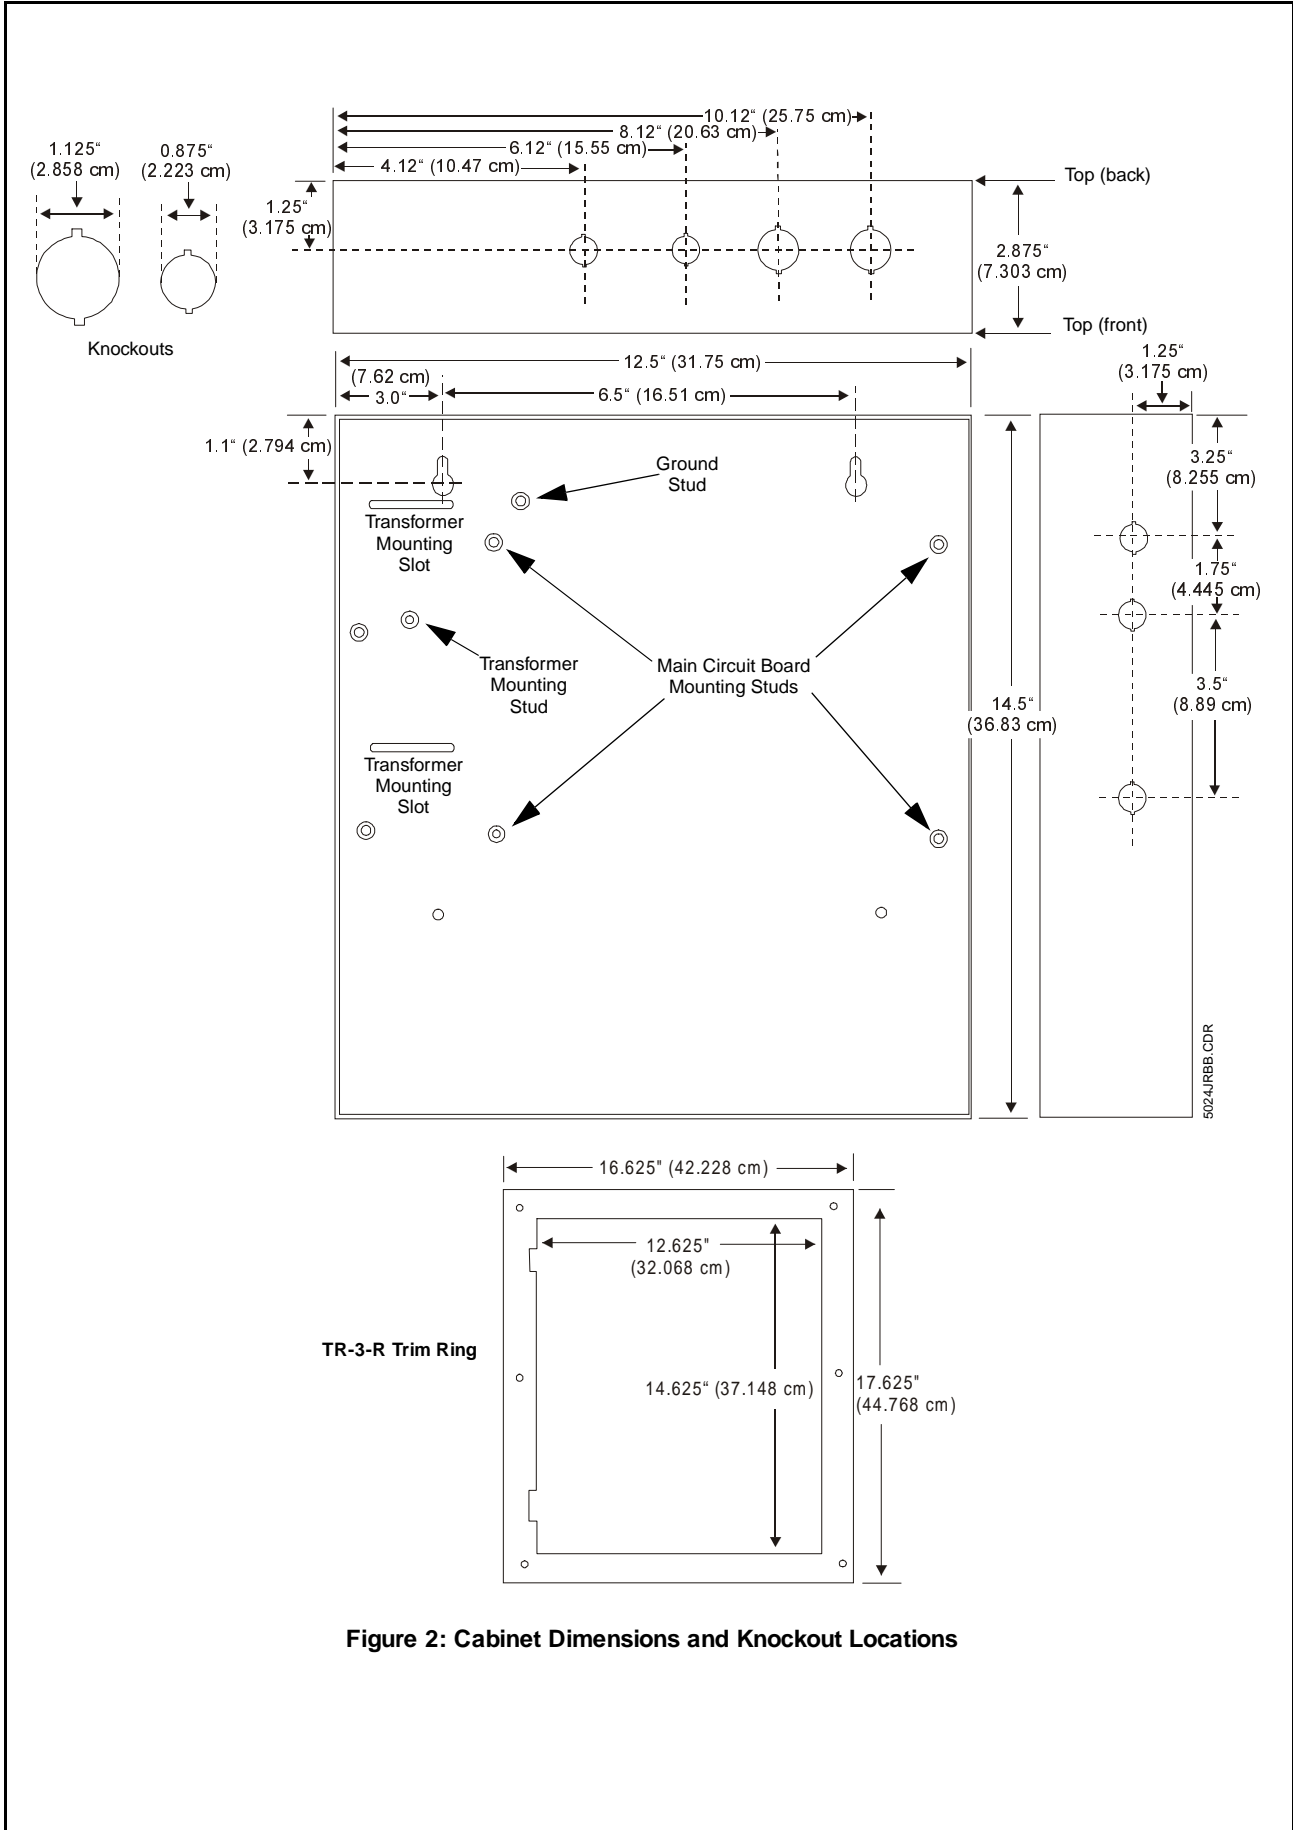 10.12“ (25.75 cm)
8.12“ (20.63 cm)
6.12“ (15.55 cm)
4.12“ (10.47 cm)
1.125“
(2.858 cm)
0.875“
(2.223 cm)
Knockouts
1.25“
(3.175 cm)
Top (back)
2.875“
(7.303 cm)
Top (front)
12.5“ (31.75 cm)
(7.62 cm)
3.0“
6.5“ (16.51 cm)
1.1“ (2.794 cm)
1.25“
(3.175 cm)
3.25“
(8.255 cm)
1.75“
(4.445 cm)
3.5“
(8.89 cm)
Ground
Stud
Transformer
Mounting
Slot
Transformer
Mounting
Stud
Main Circuit Board
Mounting Studs
14.5“
(36.83 cm)
Transformer
Mounting
Slot
5024JRBB.CDR
16.625" (42.228 cm)
12.625"
(32.068 cm)
TR-3-R Trim Ring
14.625“ (37.148 cm)
17.625"
(44.768 cm)
Figure 2: Cabinet Dimensions and Knockout Locations